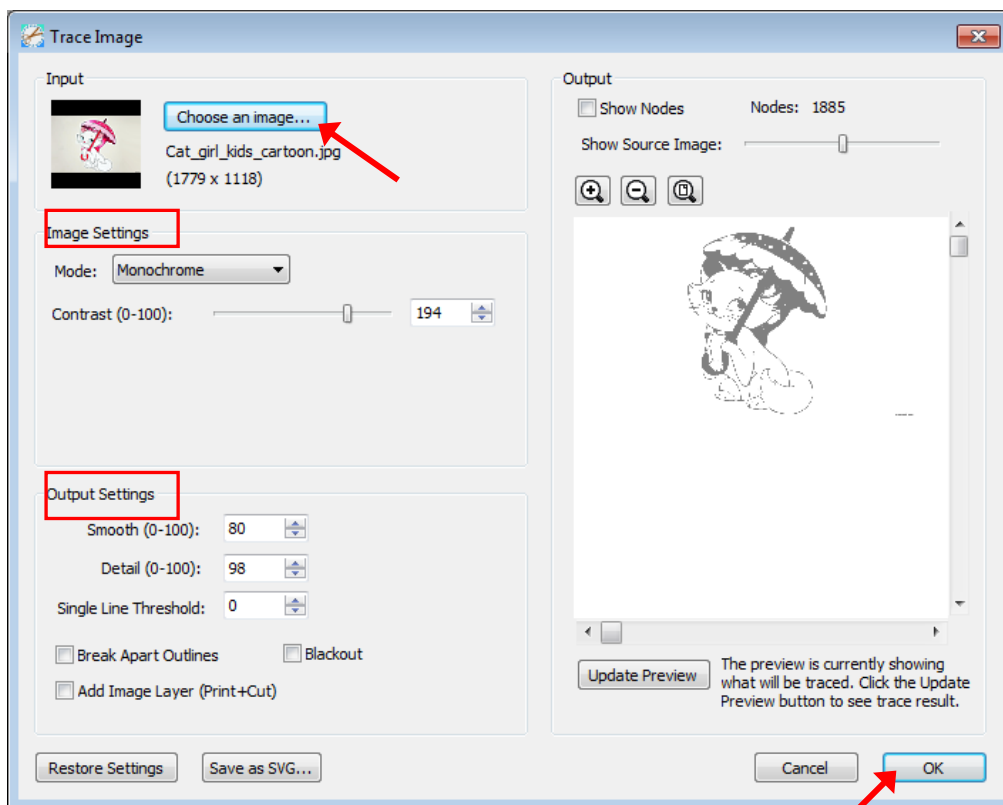 Trace Image
Input
Choose an image...
Cat_girl_kids_cartoon.jpg
(1779 x 1118)
Image Settings
Mode: Monochrome
Contrast (0-100): 194
Output Settings
Smooth (0-100): 80
Detail (0-100): 98
Single Line Threshold: 0
Break Apart Outlines Blackout
Add Image Layer (Print+Cut)
Restore Settings Save as SVG...
Output
Show Nodes Nodes: 1885
Show Source Image:
Update Preview
The preview is currently showing
what will be traced. Click the Update
Preview button to see trace result.
Cancel OK